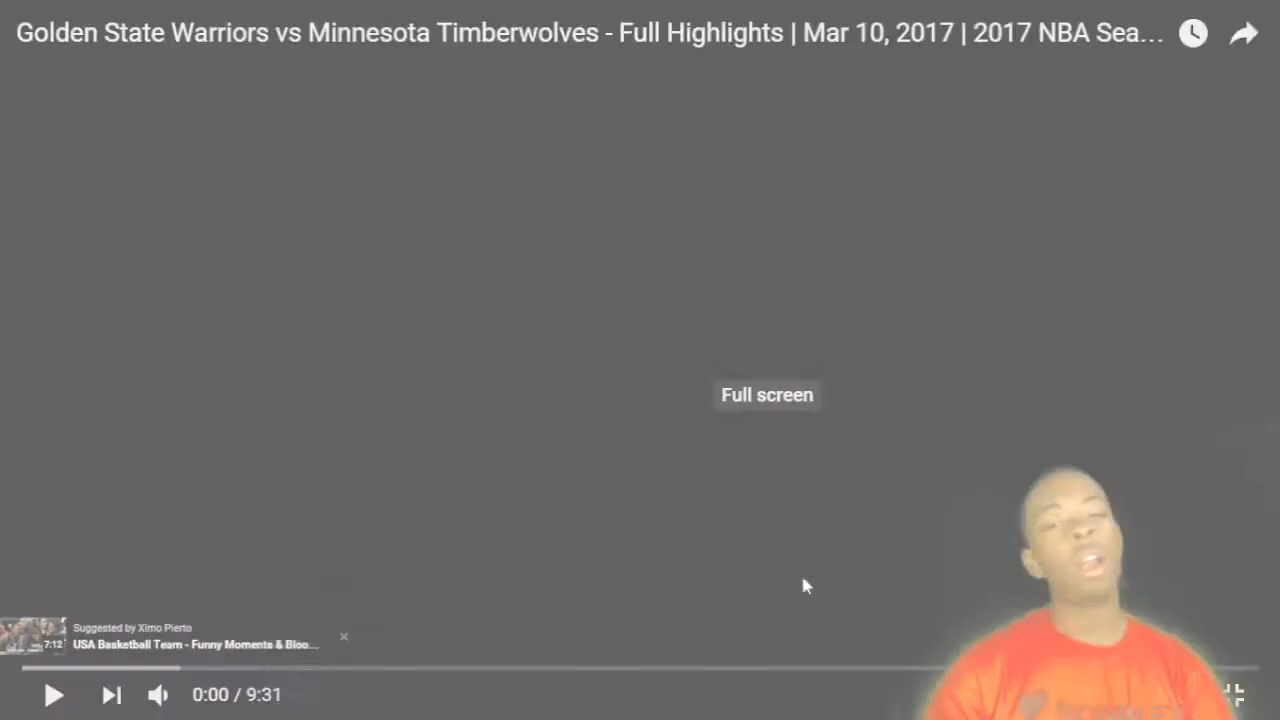 Golden State Warriors vs Minnesota Timberwolves - Full Highlights | Mar 10, 2017 | 2017 NBA Sea...
Full screen
Suggested by Ximo Pierto
7:12
USA Basketball Team - Funny Moments & Bloo...
0:00 / 9:31